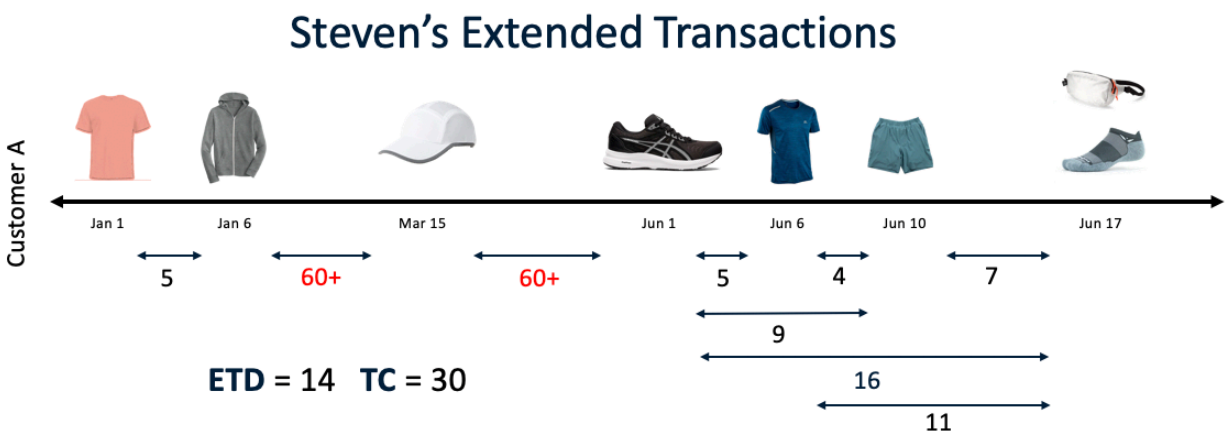 Steven's Extended Transactions
Customer A
Jan 1 Jan 6 Mar 15 Jun 1 Jun 6 Jun 10 Jun 17
5 60+ 60+ 5 4 7
9
ETD = 14 TC = 30
16
11